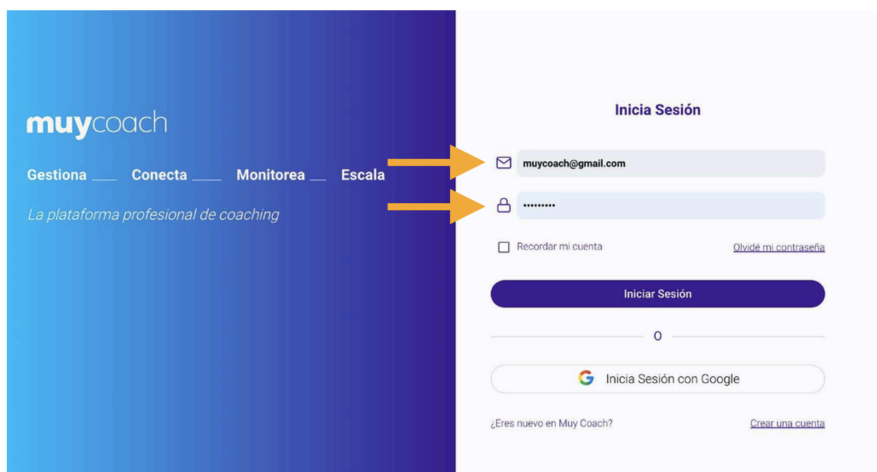 muycoach
Gestiona ___ Conecta ___ Monitorea __ Escala
La plataforma profesional de coaching
Inicia Sesión
muycoach@gmail.com
•••••••••
Recordar mi cuenta
Olvidé mi contraseña
Iniciar Sesión
O
G Inicia Sesión con Google
¿Eres nuevo en Muy Coach?
Crear una cuenta